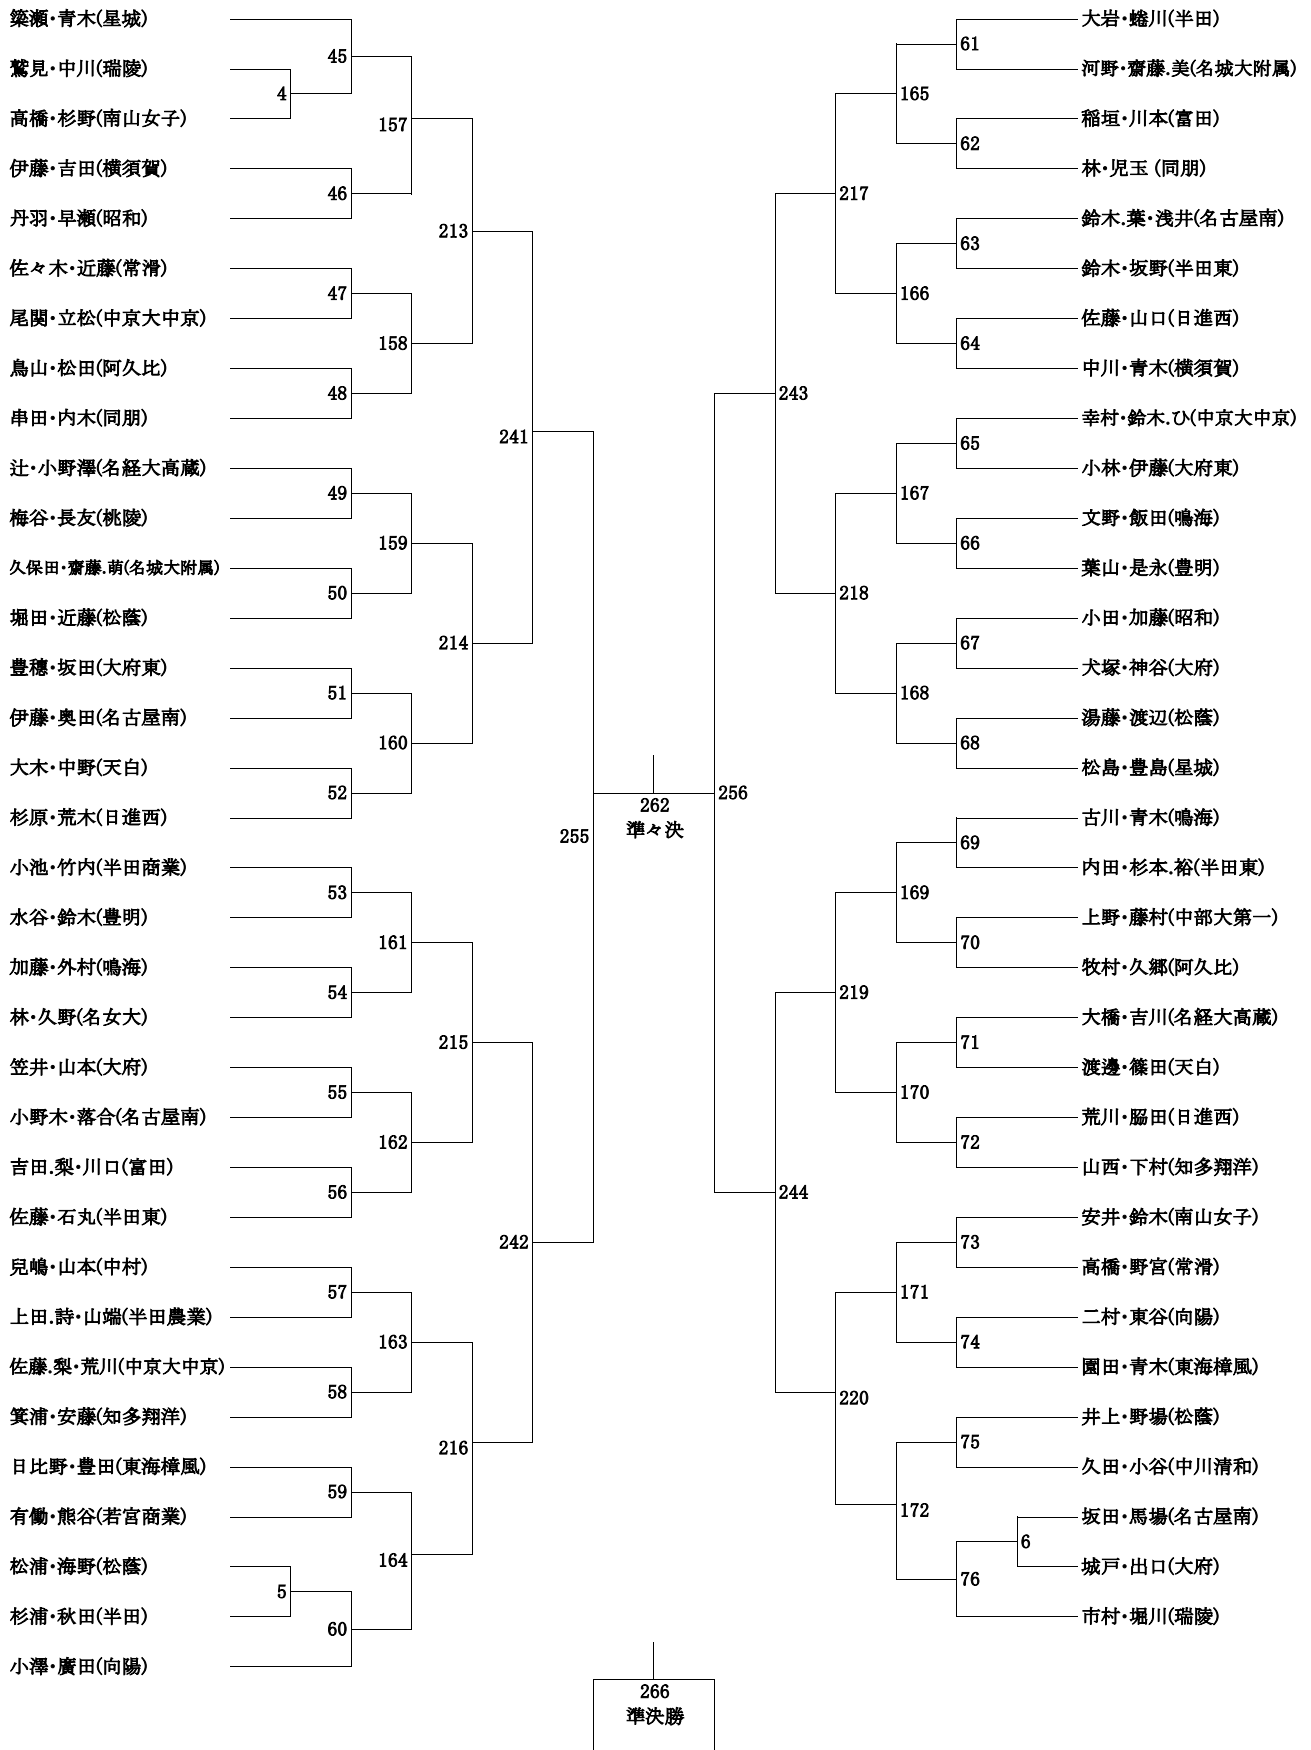 簗瀬・青木(星城)
45
鷲見・中川(瑞陵)
4
高橋・杉野(南山女子)
157
伊藤・吉田(横須賀)
46
丹羽・早瀬(昭和)
213
佐々木・近藤(常滑)
47
尾関・立松(中京大中京)
158
鳥山・松田(阿久比)
48
串田・内木(同朋)
241
辻・小野澤(名経大高蔵)
49
梅谷・長友(桃陵)
159
久保田・齋藤.萌(名城大附属)
50
堀田・近藤(松蔭)
214
豊穂・坂田(大府東)
51
伊藤・奥田(名古屋南)
160
大木・中野(天白)
52
杉原・荒木(日進西)
255
小池・竹内(半田商業)
53
水谷・鈴木(豊明)
161
加藤・外村(鳴海)
54
林・久野(名女大)
215
笠井・山本(大府)
55
小野木・落合(名古屋南)
162
吉田.梨・川口(富田)
56
佐藤・石丸(半田東)
242
兒嶋・山本(中村)
57
上田.詩・山端(半田農業)
163
佐藤.梨・荒川(中京大中京)
58
箕浦・安藤(知多翔洋)
216
日比野・豊田(東海樟風)
59
有働・熊谷(若宮商業)
164
松浦・海野(松蔭)
5
杉浦・秋田(半田)
60
小澤・廣田(向陽)
262
準々決
266
準決勝
大岩・蜷川(半田)
61
河野・齋藤.美(名城大附属)
165
稲垣・川本(富田)
62
林・児玉 (同朋)
217
鈴木.葉・浅井(名古屋南)
63
鈴木・坂野(半田東)
166
佐藤・山口(日進西)
64
中川・青木(横須賀)
243
幸村・鈴木.ひ(中京大中京)
65
小林・伊藤(大府東)
167
文野・飯田(鳴海)
66
葉山・是永(豊明)
218
小田・加藤(昭和)
67
犬塚・神谷(大府)
168
湯藤・渡辺(松蔭)
68
松島・豊島(星城)
256
古川・青木(鳴海)
69
内田・杉本.裕(半田東)
169
上野・藤村(中部大第一)
70
牧村・久郷(阿久比)
219
大橋・吉川(名経大高蔵)
71
渡邊・篠田(天白)
170
荒川・脇田(日進西)
72
山西・下村(知多翔洋)
244
安井・鈴木(南山女子)
73
高橋・野宮(常滑)
171
二村・東谷(向陽)
74
園田・青木(東海樟風)
220
井上・野場(松蔭)
75
久田・小谷(中川清和)
172
坂田・馬場(名古屋南)
6
城戸・出口(大府)
76
市村・堀川(瑞陵)